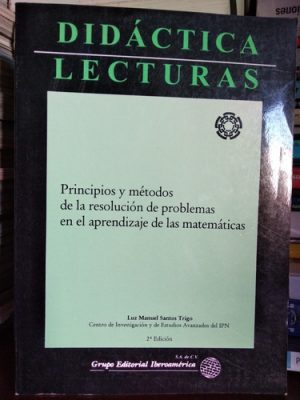 DIDÁCTICA
LECTURAS
Principios y métodos
de la resolución de problemas
en el aprendizaje de las matemáticas
Luz Manuel Santos Trigo
Centro de Investigación y de Estudios Avanzados del IPN
2ª Edición
S.A. de C.V.
Grupo Editorial Iberoamérica